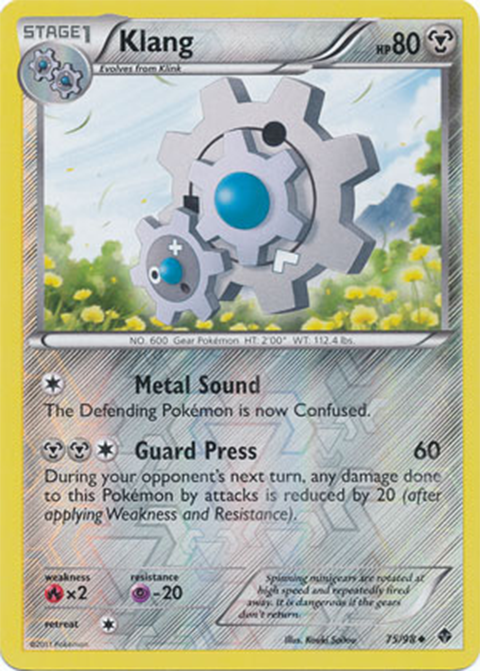 STAGE1
Klang
HP80
Evolves from Klink
NO. 600 Gear Pokémon HT: 2'00" WT: 112.4 lbs.
Metal Sound
The Defending Pokémon is now Confused.
Guard Press 60
During your opponent's next turn, any damage done
to this Pokémon by attacks is reduced by 20 (after
applying Weakness and Resistance).
weakness
×2
resistance
-20
retreat
Spinning minigears are rotated at
high speed and repeatedly fired
away. It is dangerous if the gears
don't return.
©2011 Pokémon
Illus. Kouki Saitou
75/98